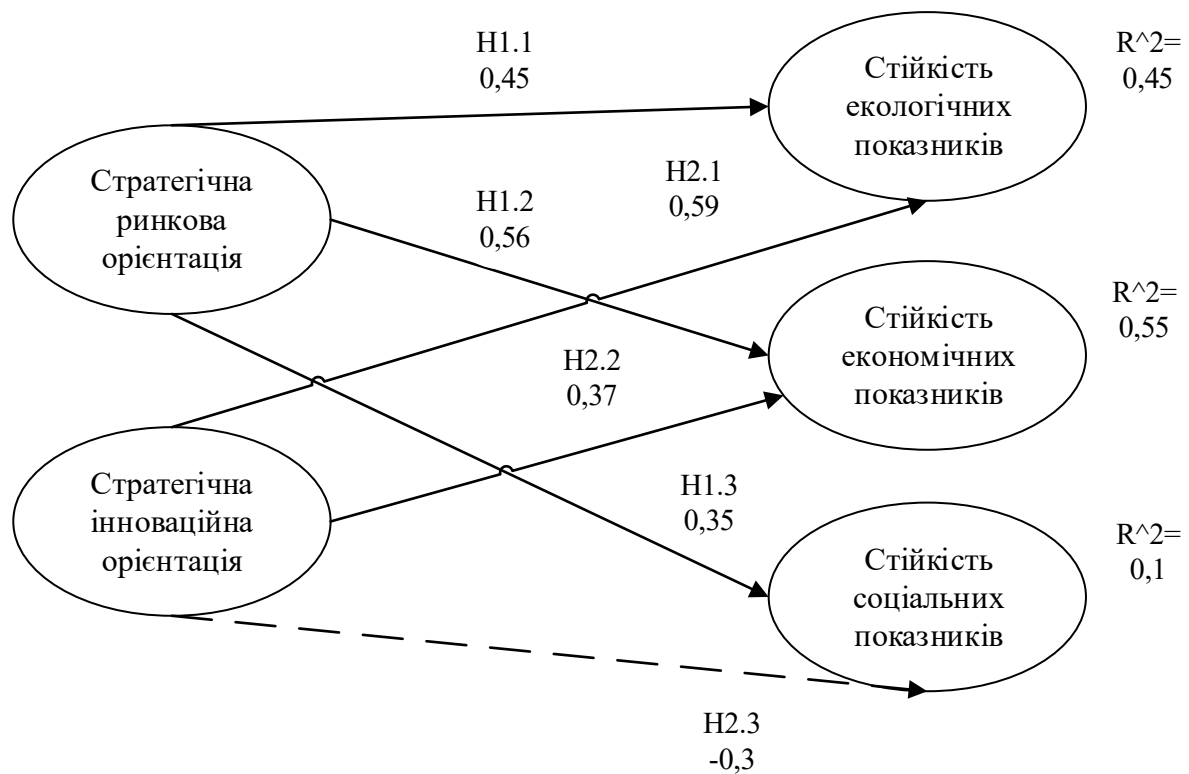 H1.1
0,45
Стійкість
екологічних
показників
R^2=
0,45
Стратегічна
ринкова
орієнтація
H1.2
0,56
H2.1
0,59
Стійкість
економічних
показників
R^2=
0,55
H2.2
0,37
Стратегічна
інноваційна
орієнтація
H1.3
0,35
Стійкість
соціальних
показників
R^2=
0,1
H2.3
-0,3